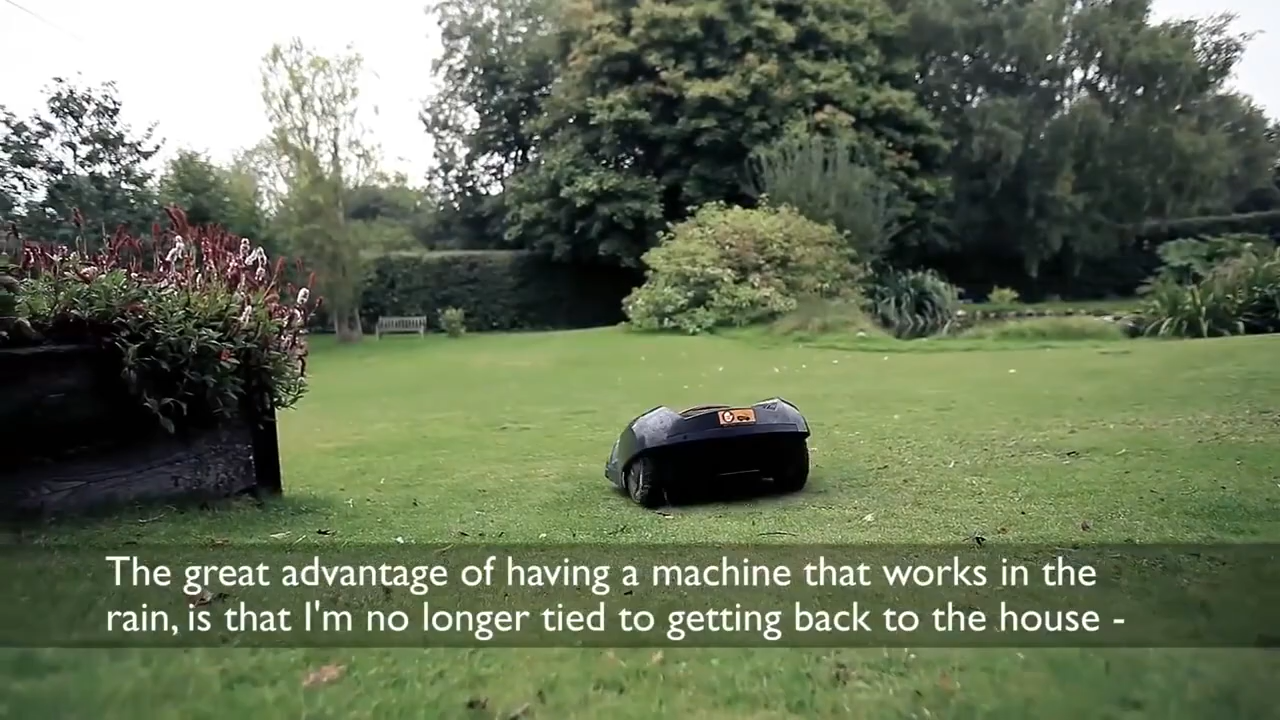 The great advantage of having a machine that works in the
rain, is that I'm no longer tied to getting back to the house -